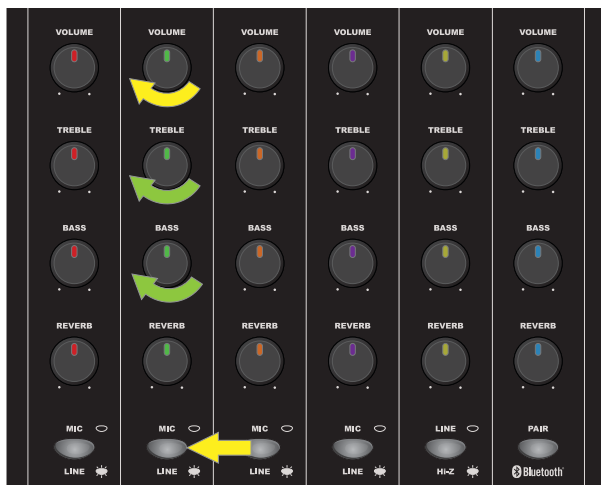 VOLUME VOLUME VOLUME VOLUME VOLUME VOLUME
TREBLE TREBLE TREBLE TREBLE TREBLE TREBLE
BASS BASS BASS BASS BASS BASS
REVERB REVERB REVERB REVERB REVERB REVERB
MIC MIC MIC MIC LINE PAIR
LINE LINE LINE LINE Hi-Z Bluetooth